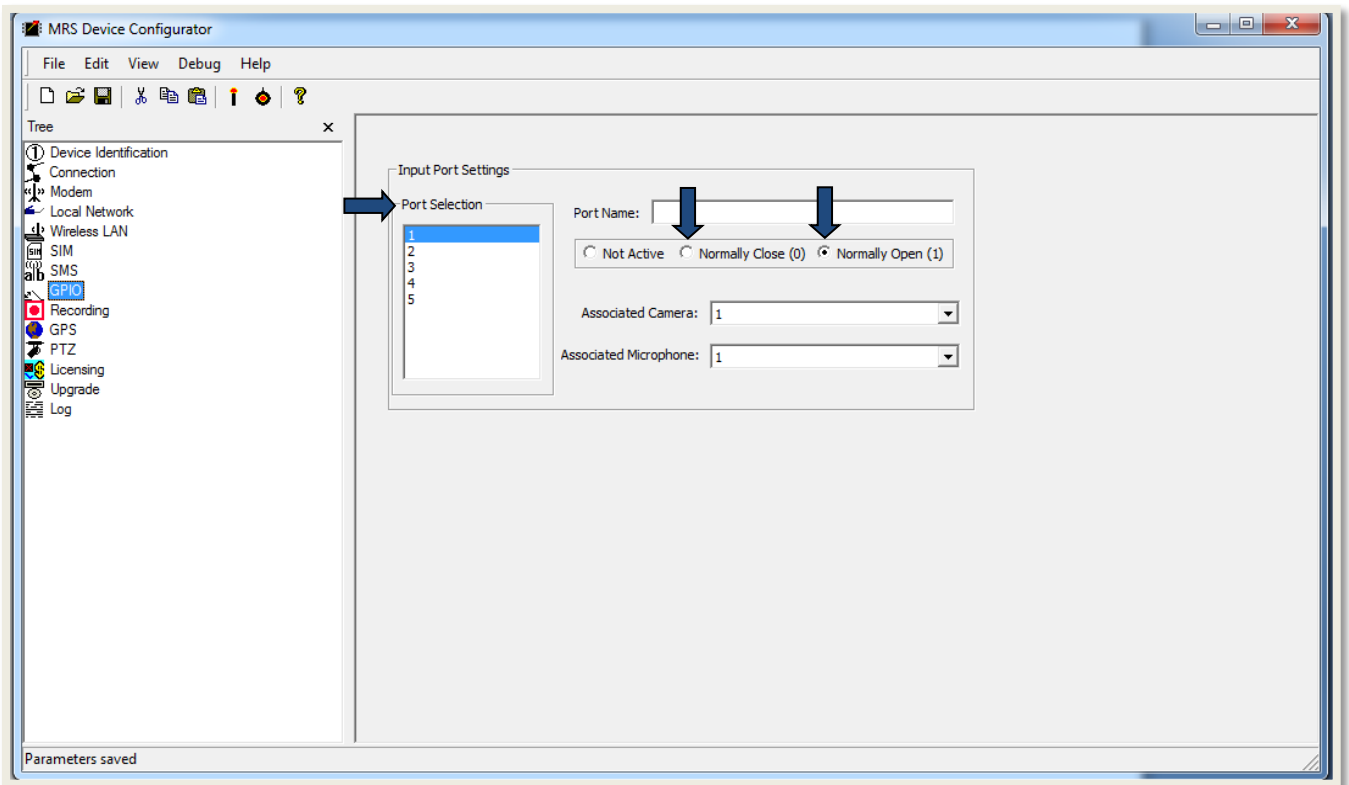 MRS Device Configurator
File Edit View Debug Help
Tree
Device Identification
Connection
Modem
Local Network
Wireless LAN
SIM
SMS
GPIO
Recording
GPS
PTZ
Licensing
Upgrade
Log
Input Port Settings
Port Selection
1
2
3
4
5
Port Name:
Not Active Normally Close (0) Normally Open (1)
Associated Camera: 1
Associated Microphone: 1
Parameters saved